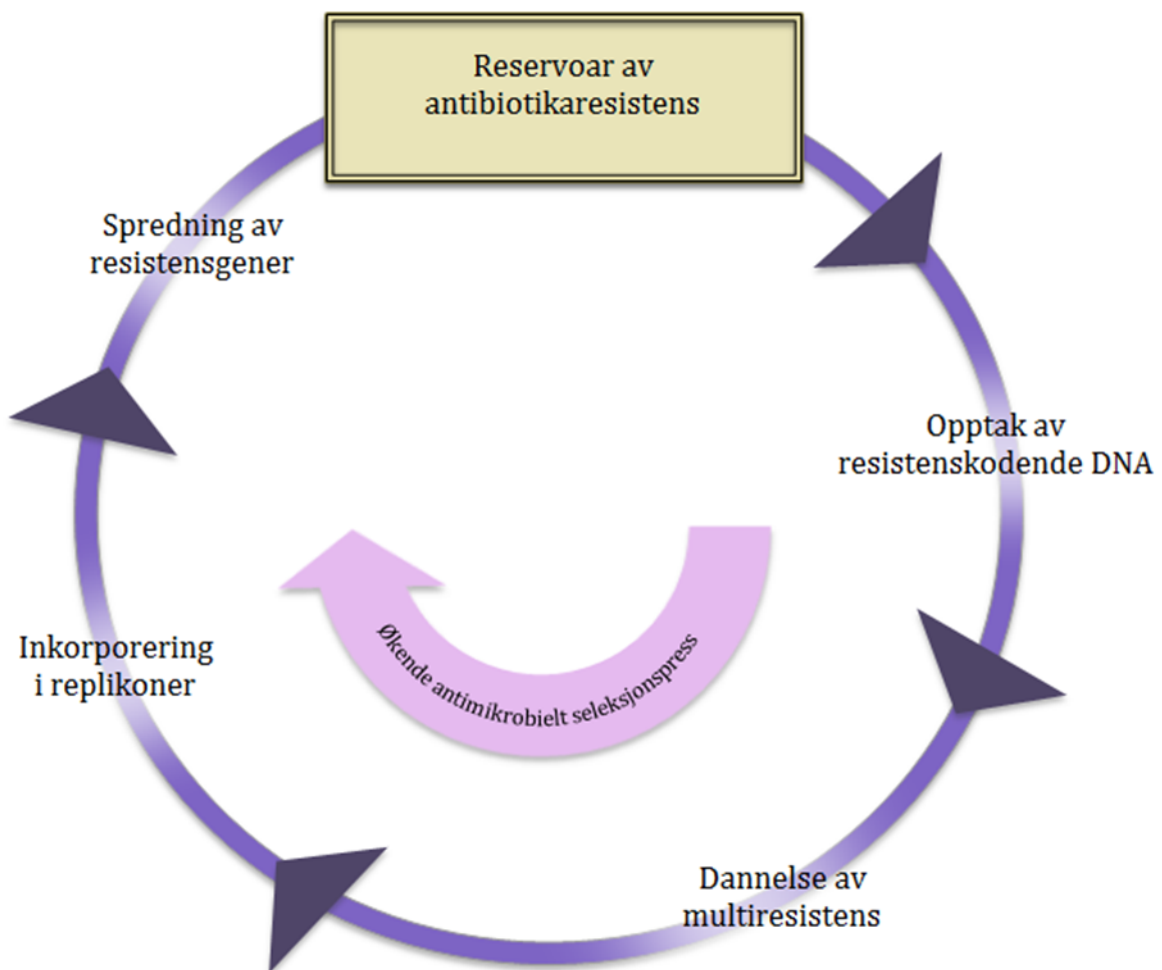 Reservoar av
antibiotikaresistens
Spredning av
resistensgener
Opptak av
resistenskodende DNA
Inkorporering
i replikoner
Økende antimikrobielt seleksjonspress
Dannelse av
multiresistens